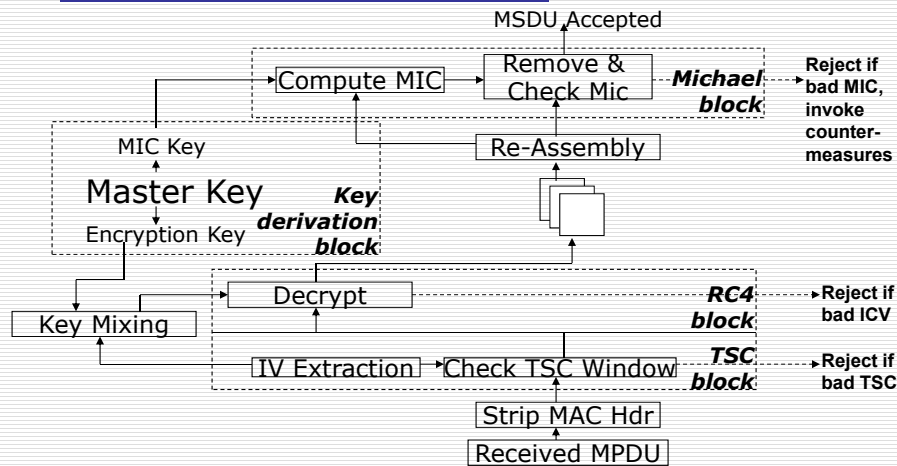 MSDU Accepted
Compute MIC
Remove &
Check Mic
Michael
block
Reject if
bad MIC,
invoke
counter-
measures
MIC Key
Re-Assembly
Master Key
Key
derivation
block
Encryption Key
Decrypt
RC4
block
Reject if
bad ICV
Key Mixing
IV Extraction
Check TSC Window
TSC
block
Reject if
bad TSC
Strip MAC Hdr
Received MPDU